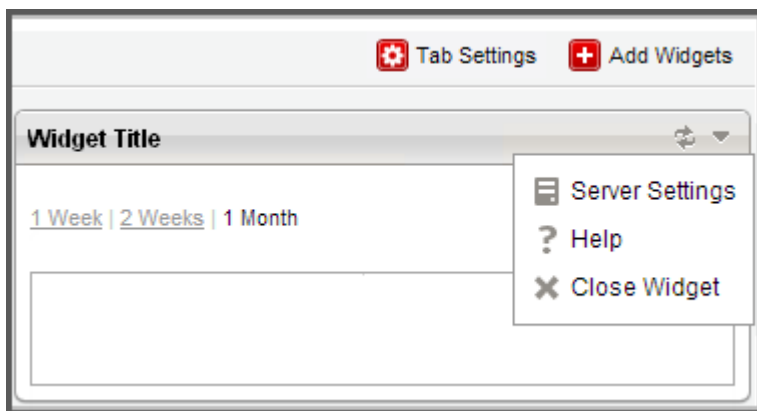 Tab Settings Add Widgets
Widget Title
Server Settings
1 Week | 2 Weeks | 1 Month
Help
Close Widget